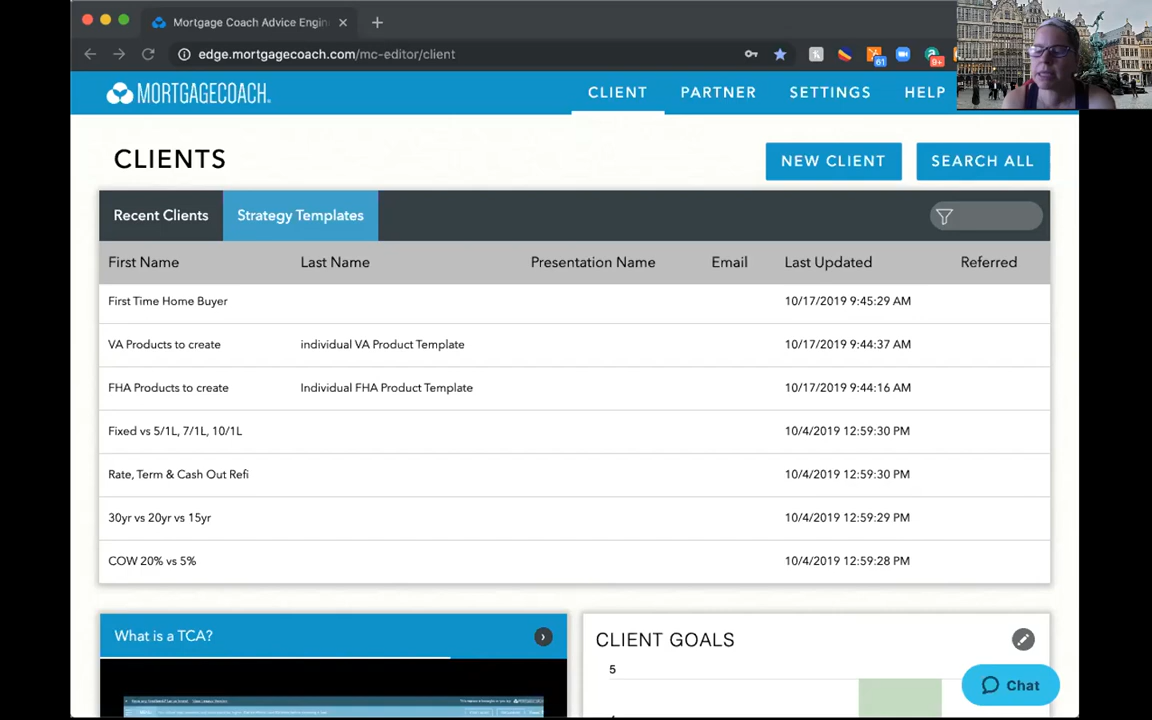 Mortgage Coach Advice Engin
edge.mortgagecoach.com/mc-editor/client
61
9+
MORTGAGECOACH
CLIENT PARTNER SETTINGS HELP
CLIENTS
NEW CLIENT
SEARCH ALL
Recent Clients Strategy Templates
First Name Last Name Presentation Name Email Last Updated Referred
First Time Home Buyer 10/17/2019 9:45:29 AM
VA Products to create individual VA Product Template 10/17/2019 9:44:37 AM
FHA Products to create Individual FHA Product Template 10/17/2019 9:44:16 AM
Fixed vs 5/1L, 7/1L, 10/1L 10/4/2019 12:59:30 PM
Rate, Term & Cash Out Refi 10/4/2019 12:59:30 PM
30yr vs 20yr vs 15yr 10/4/2019 12:59:29 PM
COW 20% vs 5% 10/4/2019 12:59:28 PM
What is a TCA?
CLIENT GOALS
5
Chat